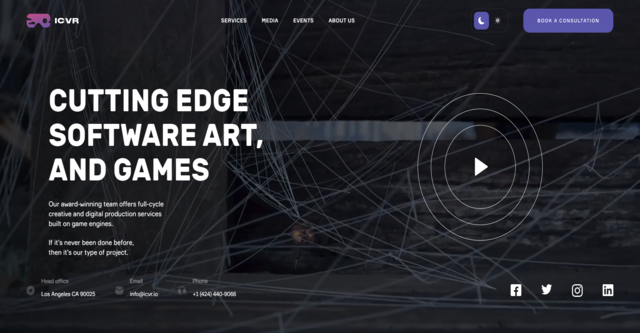 ICVR
SERVICES
MEDIA
EVENTS
ABOUT US
BOOK A CONSULTATION
CUTTING EDGE
SOFTWARE ART,
AND GAMES
Our award-winning team offers full-cycle
creative and digital production services
built on game engines.
If it's never been done before,
then it's our type of project.
Head office
Los Angeles CA 90025
Email
info@icvr.io
Phone
+1 (424) 440-9066